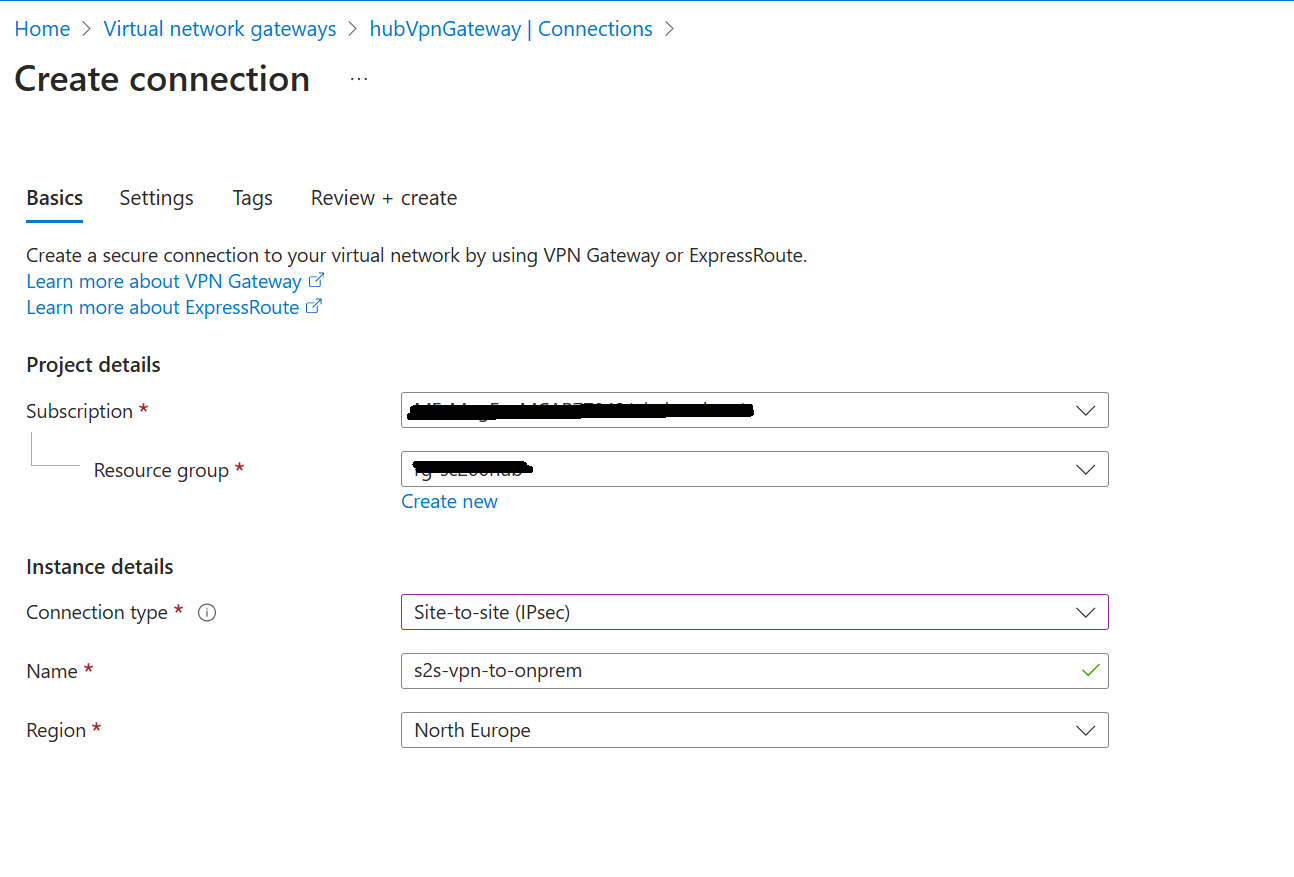 Home > Virtual network gateways > hubVpnGateway | Connections >
Create connection ...
Basics Settings Tags Review + create
Create a secure connection to your virtual network by using VPN Gateway or ExpressRoute.
Learn more about VPN Gateway
Learn more about ExpressRoute
Project details
Subscription *
Resource group *
Create new
Instance details
Connection type * Site-to-site (IPsec)
Name * s2s-vpn-to-onprem
Region * North Europe